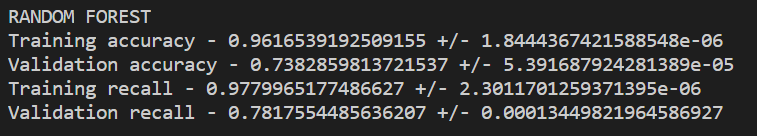 RANDOM FOREST
Training accuracy - 0.9616539192509155 +/- 1.8444367421588548e-06
Validation accuracy - 0.7382859813721537 +/- 5.391687924281389e-05
Training recall - 0.9779965177486627 +/- 2.3011701259371395e-06
Validation recall - 0.7817554485636207 +/- 0.00013449821964586927